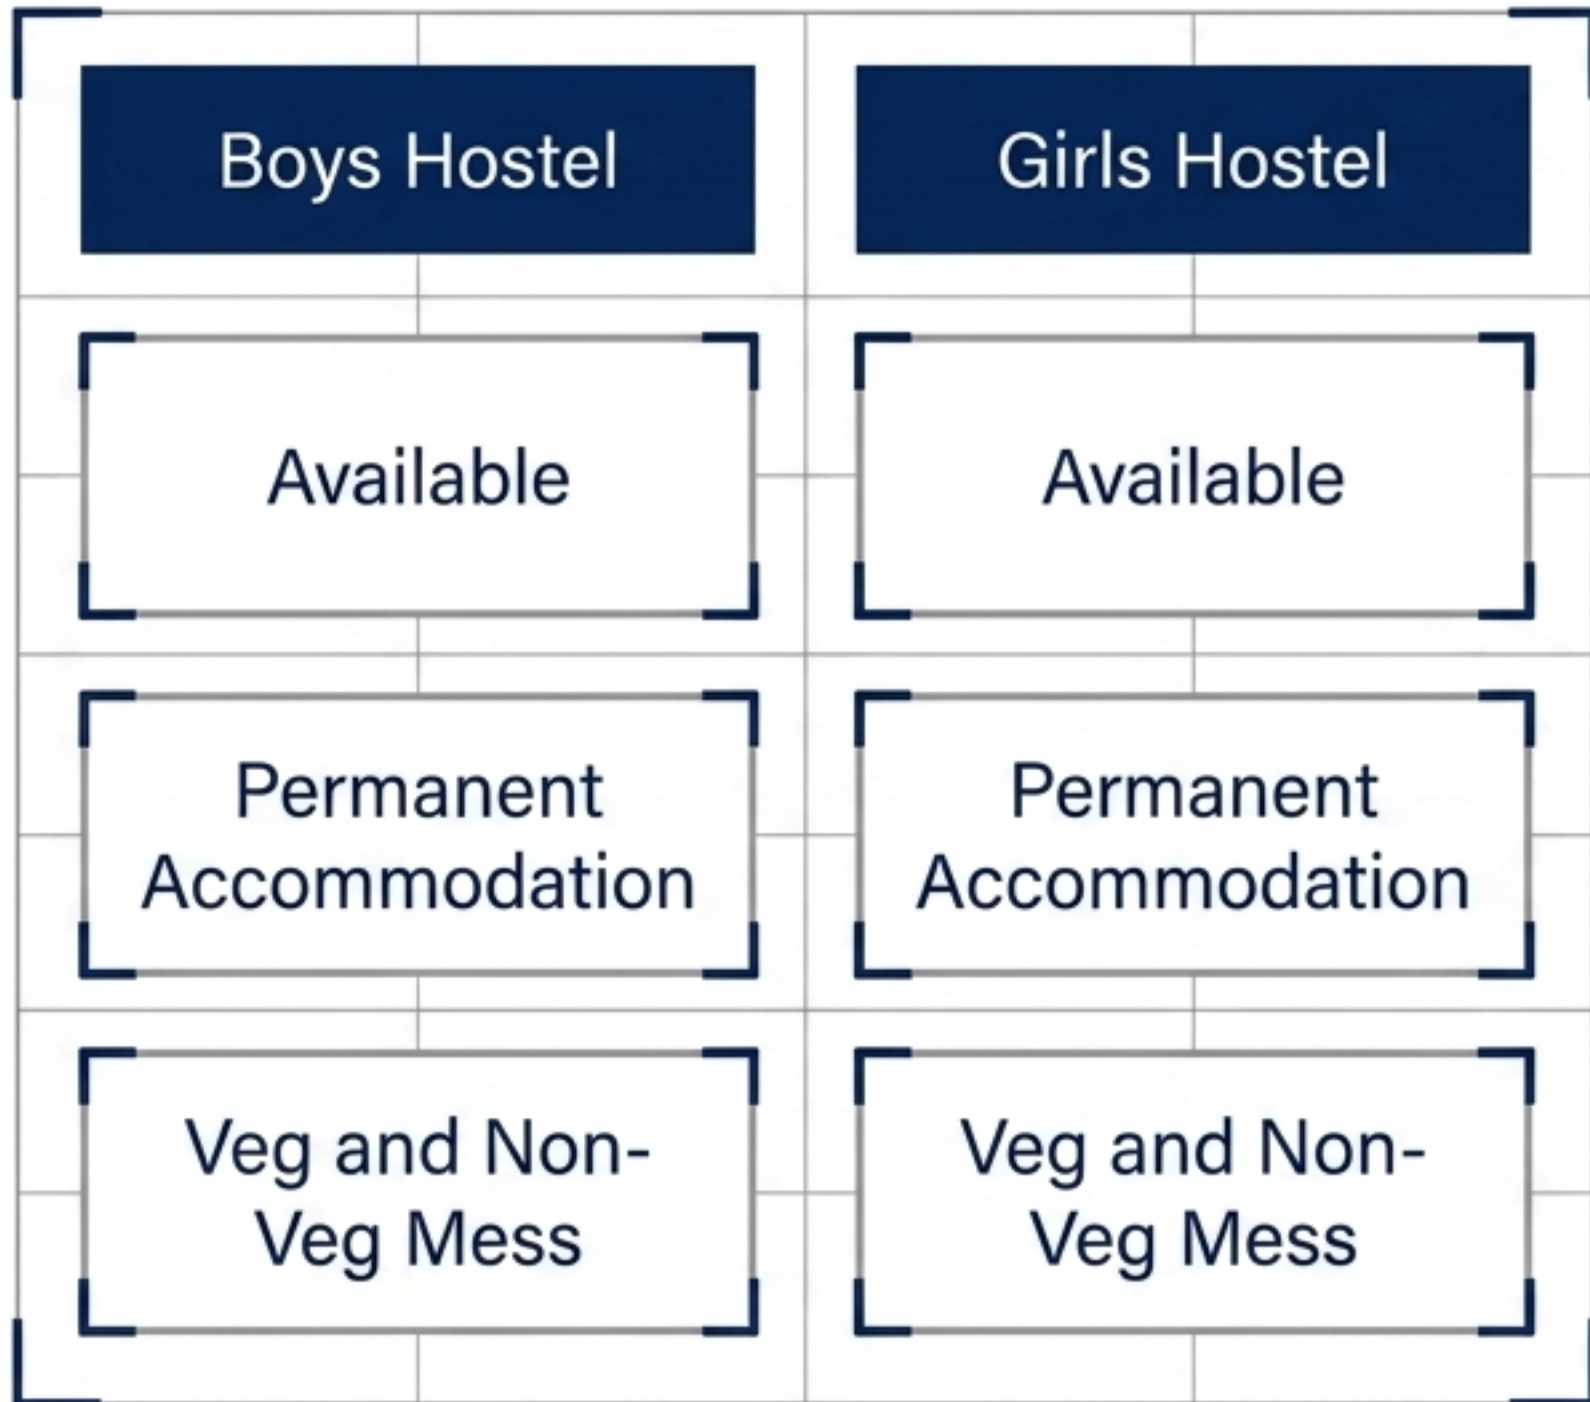 Boys Hostel
Girls Hostel
Available
Available
Permanent
Accommodation
Permanent
Accommodation
Veg and Non-
Veg Mess
Veg and Non-
Veg Mess